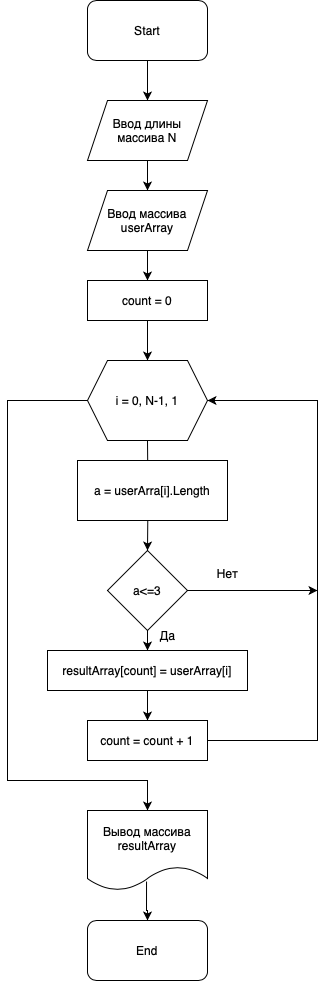 Start
Ввод длины
массива N
Ввод массива
userArray
count = 0
i = 0, N-1, 1
a = userArra[i].Length
a<=3
Нет
Да
resultArray[count] = userArray[i]
count = count + 1
Вывод массива
resultArray
End